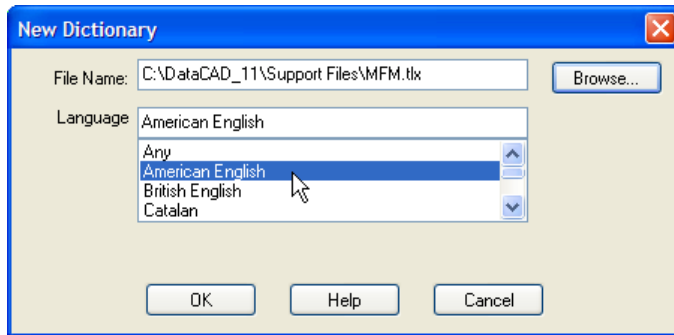 New Dictionary
File Name: C:\DataCAD_11\Support Files\MFM.tlx Browse...
Language American English
Any
American English
British English
Catalan
OK Help Cancel